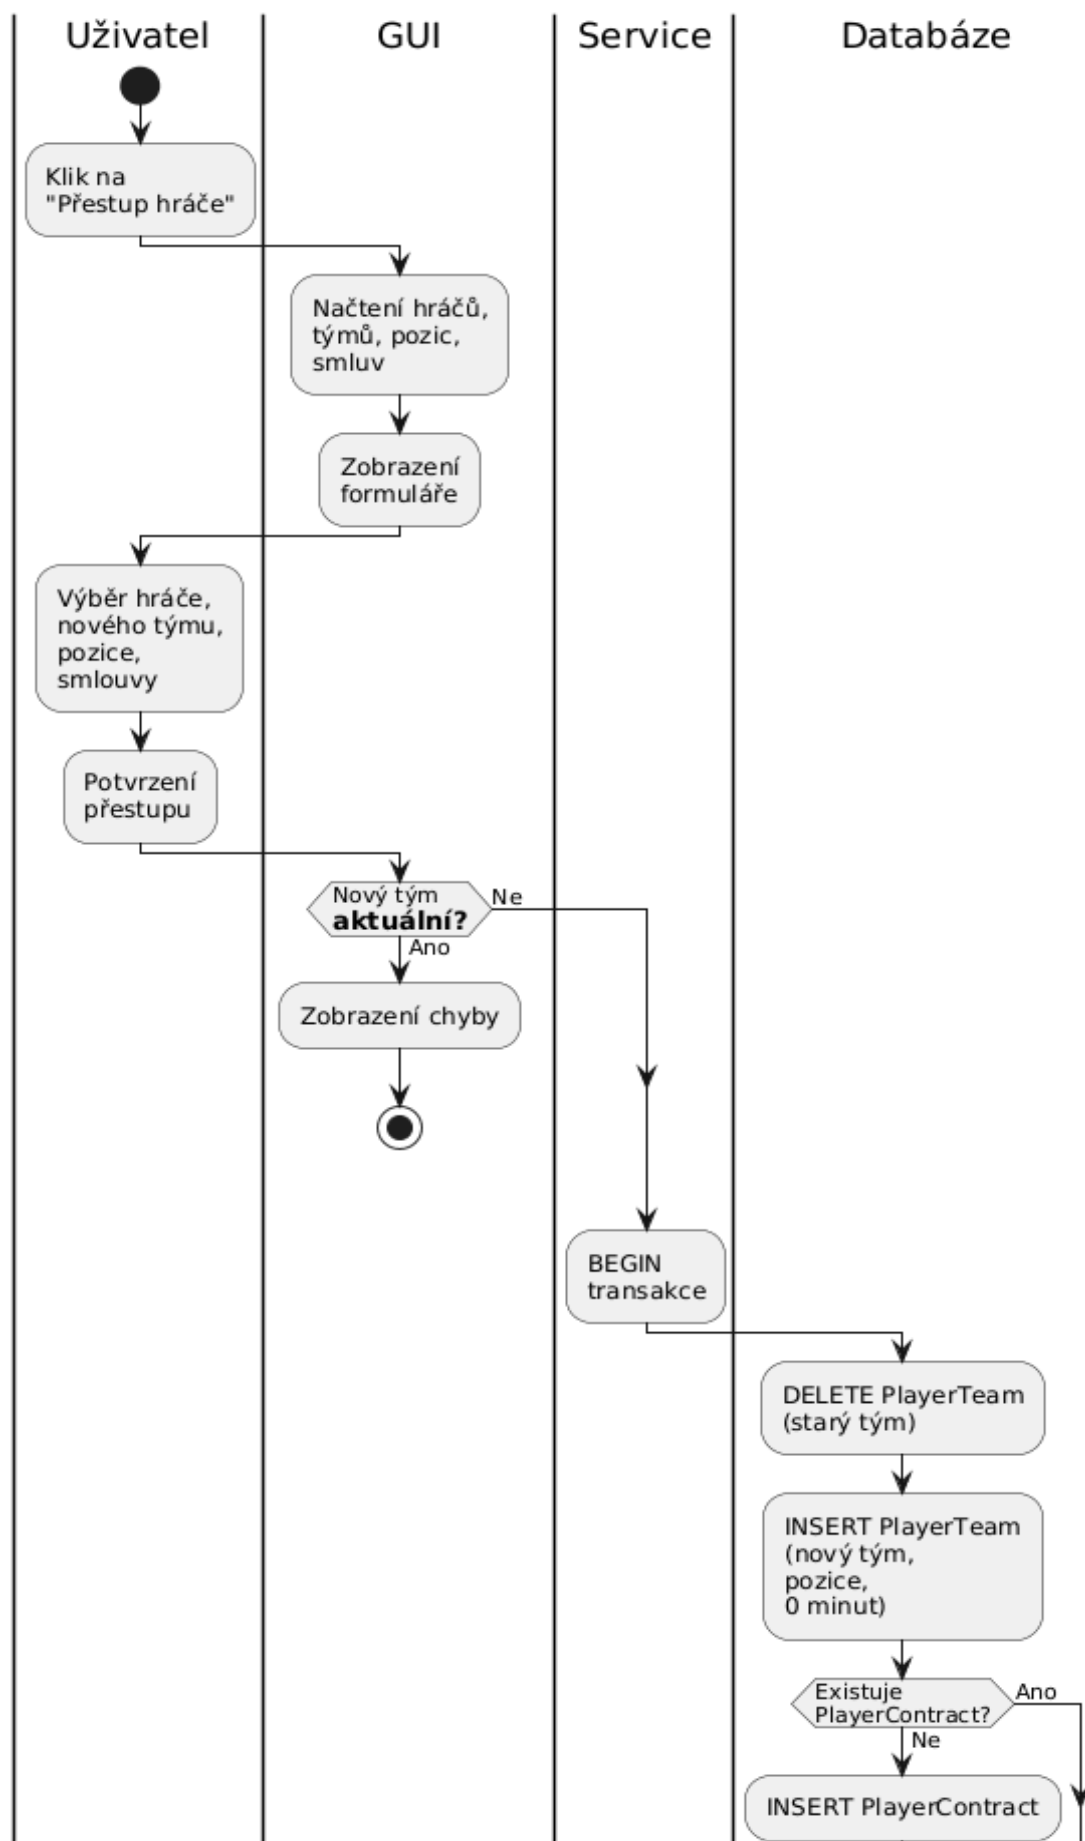 Uživatel
GUI
Service
Databáze
Klik na
"Přestup hráče"
Načtení hráčů,
týmů, pozic,
smluv
Zobrazení
formuláře
Výběr hráče,
nového týmu,
pozice,
smlouvy
Potvrzení
přestupu
Nový tým
aktuální?
Ne
Ano
Zobrazení chyby
BEGIN
transakce
DELETE PlayerTeam
(starý tým)
INSERT PlayerTeam
(nový tým,
pozice,
0 minut)
Existuje
PlayerContract?
Ano
Ne
INSERT PlayerContract